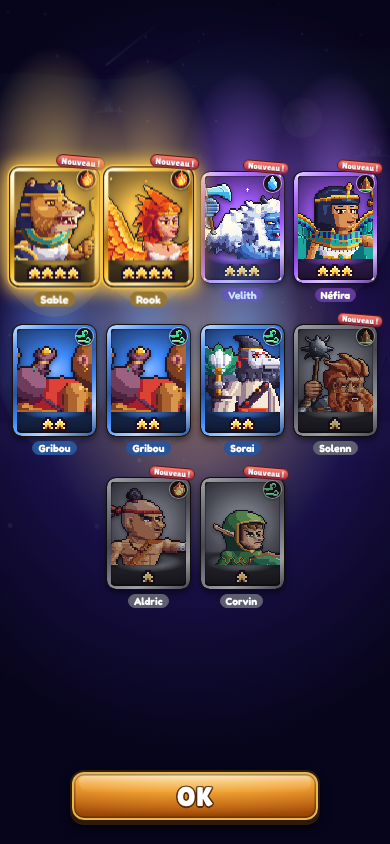 Nouveau !
Nouveau !
Nouveau !
Nouveau !
Sable
Rook
Velith
Néfira
Nouveau !
Gribou
Gribou
Sorai
Solenn
Nouveau !
Nouveau !
Aldric
Corvin
OK